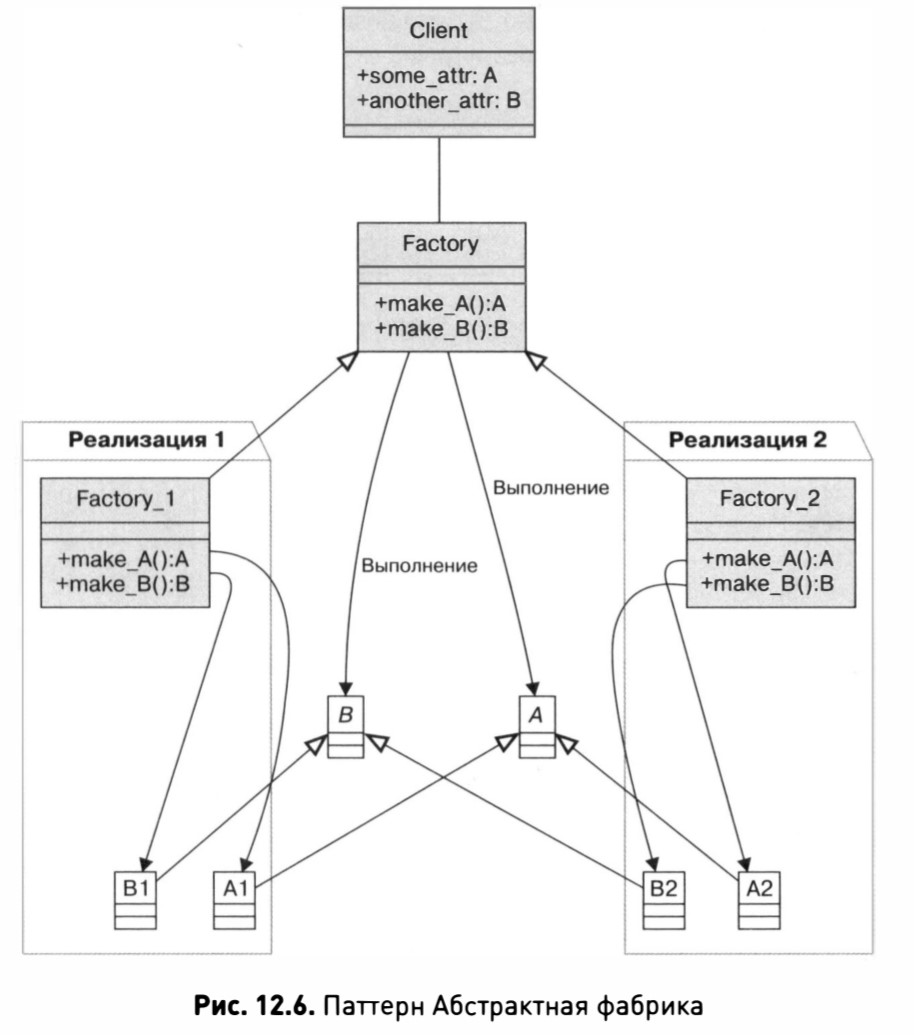 Client
+some_attr: A
+another_attr: B
Factory
+make_A():A
+make_B():B
Реализация 1
Реализация 2
Factory_1
+make_A():A
+make_B():B
Выполнение
Factory_2
+make_A():A
+make_B():B
Выполнение
B
A
B1
A1
B2
A2
Рис. 12.6. Паттерн Абстрактная фабрика